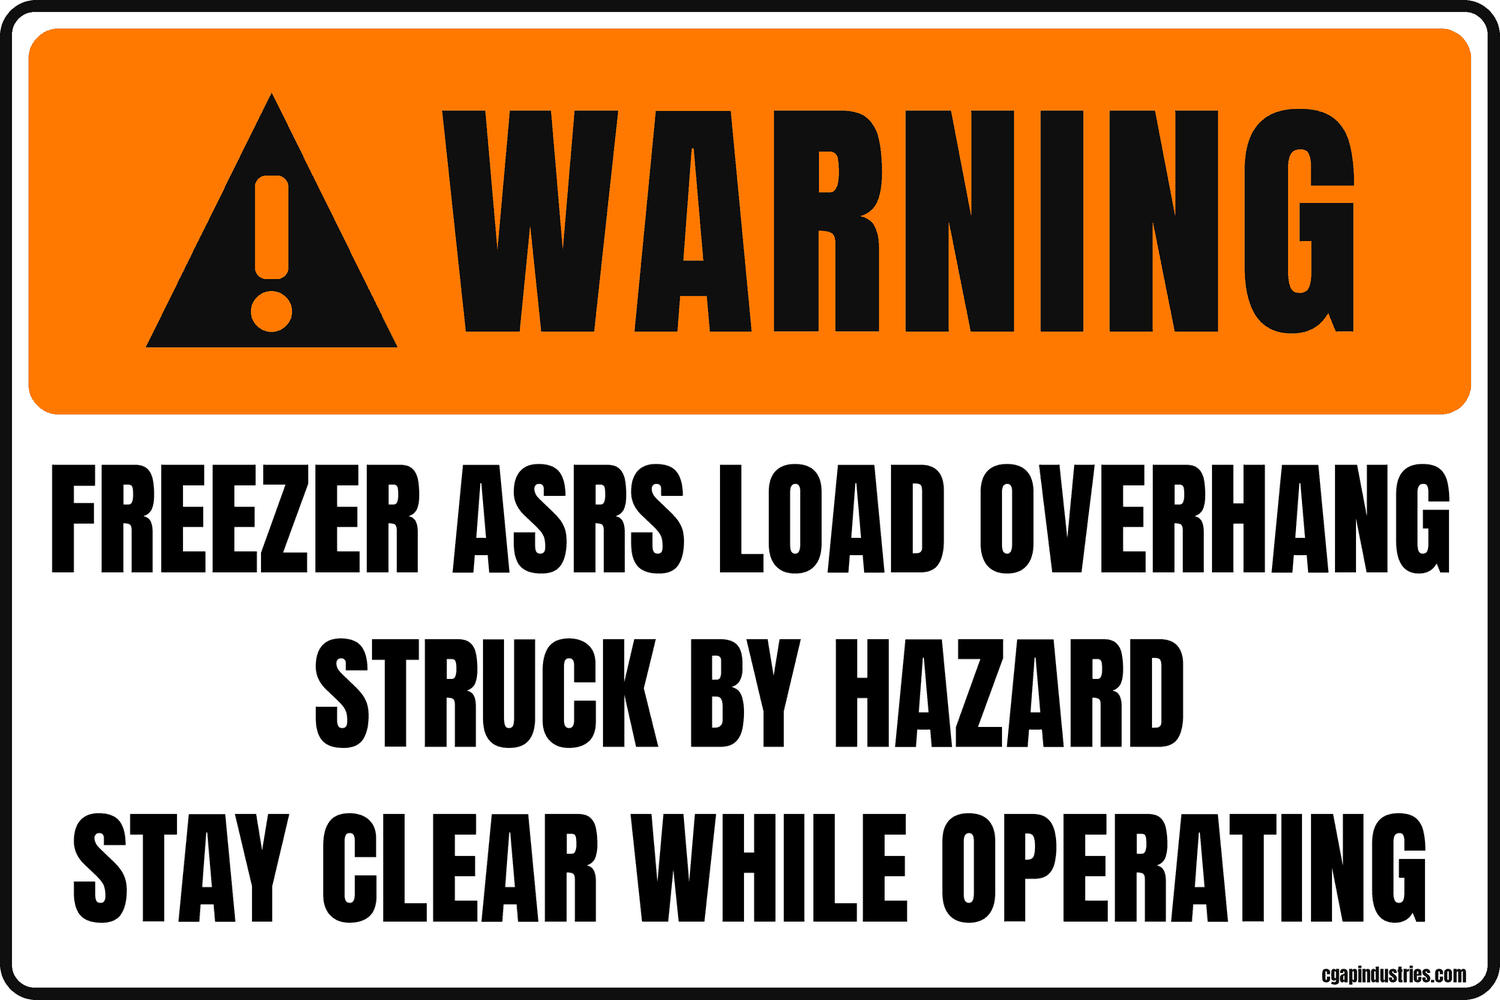 WARNING
FREEZER ASRS LOAD OVERHANG
STRUCK BY HAZARD
STAY CLEAR WHILE OPERATING
cgapindustries.com